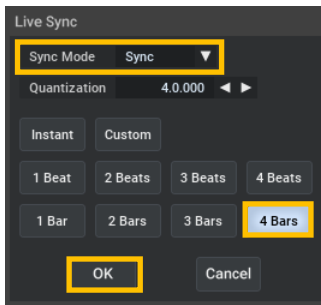 Live Sync
Sync Mode Sync
Quantization 4.0.000
Instant Custom
1 Beat 2 Beats 3 Beats 4 Beats
1 Bar 2 Bars 3 Bars 4 Bars
OK Cancel